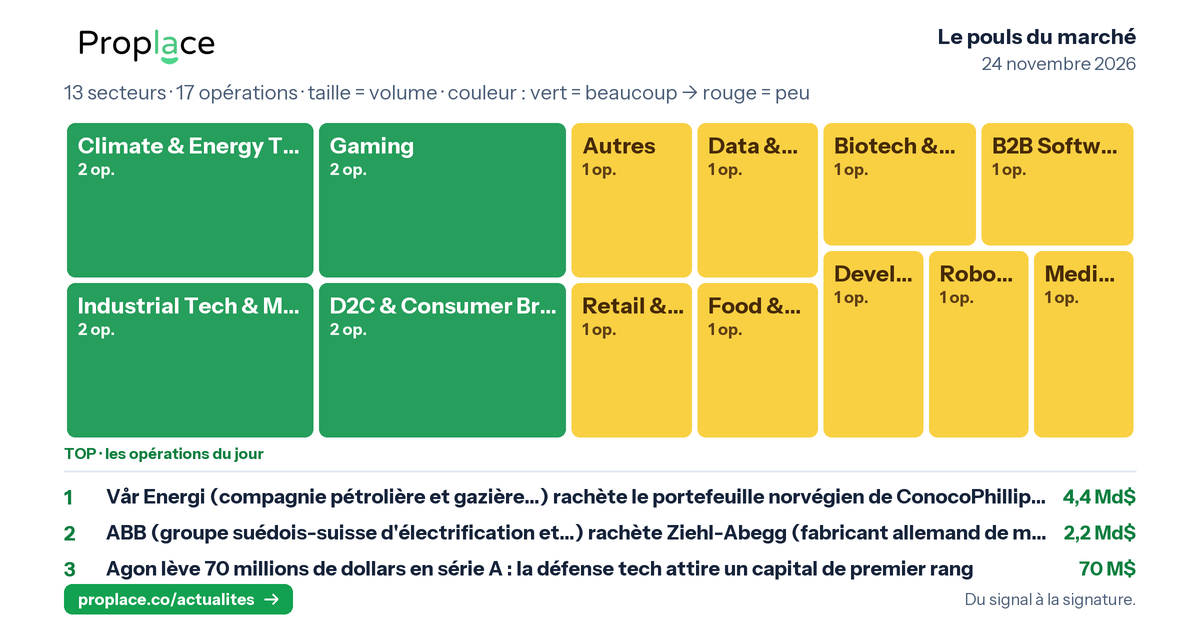 Proplace
Le pouls du marché
24 novembre 2026
13 secteurs · 17 opérations · taille = volume · couleur : vert = beaucoup → rouge = peu
Climate & Energy T...
2 op.
Gaming
2 op.
Autres
1 op.
Data &...
1 op.
Biotech &...
1 op.
B2B Softw...
1 op.
Industrial Tech & M...
2 op.
D2C & Consumer Br...
2 op.
Retail &...
1 op.
Food &...
1 op.
Devel...
1 op.
Robo...
1 op.
Medi...
1 op.
TOP · les opérations du jour
1 Vår Energi (compagnie pétrolière et gazière...) rachète le portefeuille norvégien de ConocoPhillip... 4,4 Md$
2 ABB (groupe suédois-suisse d'électrification et...) rachète Ziehl-Abegg (fabricant allemand de m... 2,2 Md$
3 Agon lève 70 millions de dollars en série A : la défense tech attire un capital de premier rang 70 M$
proplace.co/actualites →
Du signal à la signature.